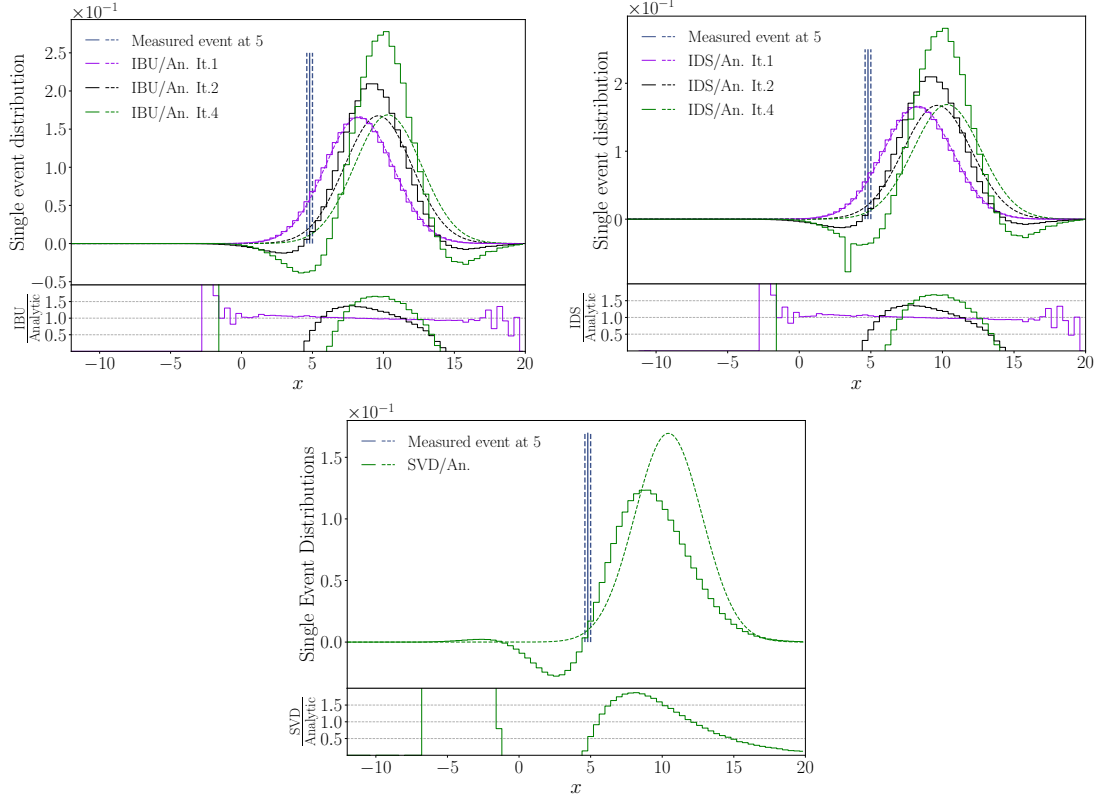 ×10⁻¹
Single event distribution
Measured event at 5
IBU/An. It.1
IBU/An. It.2
IBU/An. It.4
2.5
2.0
1.5
1.0
0.5
0.0
−0.5
IBU
Analytic
1.5
1.0
0.5
−10 −5 0 5 10 15 20
x
×10⁻¹
Single event distribution
Measured event at 5
IDS/An. It.1
IDS/An. It.2
IDS/An. It.4
2
1
0.0
IDS
Analytic
1.5
1.0
0.5
−10 −5 0 5 10 15 20
x
×10⁻¹
Single Event Distributions
Measured event at 5
SVD/An.
1.5
1.0
0.5
0.0
SVD
Analytic
1.5
1.0
0.5
−10 −5 0 5 10 15 20
x